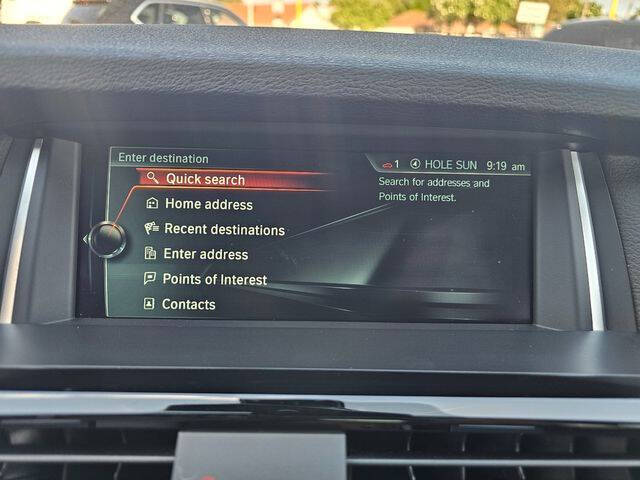 Enter destination
1 HOLE SUN 9:19 am
Quick search
Search for addresses and
Points of Interest.
Home address
Recent destinations
Enter address
Points of Interest
Contacts